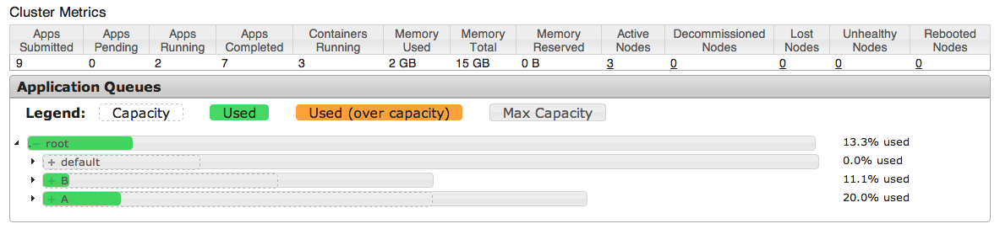 Cluster Metrics
Apps Submitted Apps Pending Apps Running Apps Completed Containers Running Memory Used Memory Total Memory Reserved Active Nodes Decommissioned Nodes Lost Nodes Unhealthy Nodes Rebooted Nodes
9 0 2 7 3 2 GB 15 GB 0 B 3 0 0 0 0
Application Queues
Legend: Capacity Used Used (over capacity) Max Capacity
- root 13.3% used
+ default 0.0% used
+ B 11.1% used
+ A 20.0% used